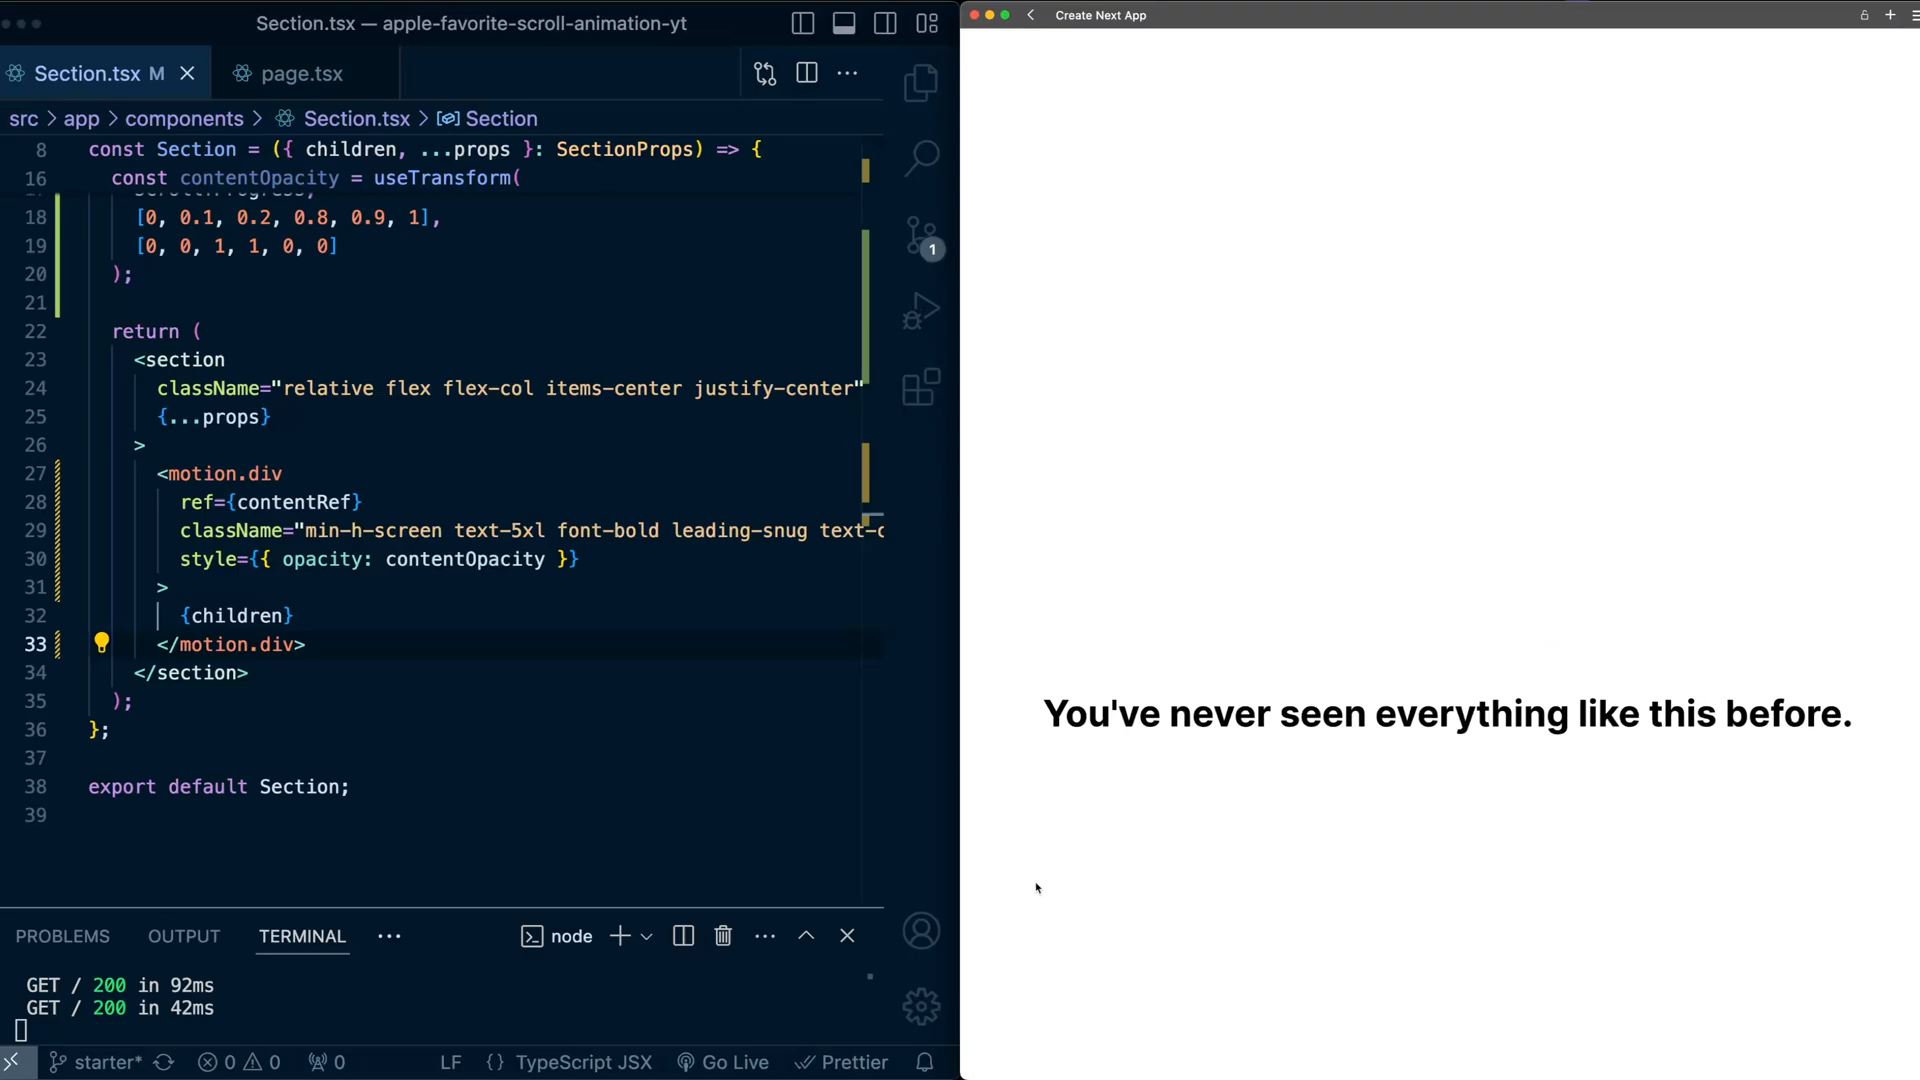 Section.tsx — apple-favorite-scroll-animation-yt
Section.tsx M
page.tsx
src > app > components > Section.tsx > Section
8 const Section = ({ children, ...props }: SectionProps) => {
16 const contentOpacity = useTransform(
18 [0, 0.1, 0.2, 0.8, 0.9, 1],
19 [0, 0, 1, 1, 0, 0]
20 );
21
22 return (
23 <section
24 className="relative flex flex-col items-center justify-center"
25 {...props}
26 >
27 <motion.div
28 ref={contentRef}
29 className="min-h-screen text-5xl font-bold leading-snug text-c
30 style={{ opacity: contentOpacity }}
31 >
32 {children}
33 </motion.div>
34 </section>
35 );
36 };
37
38 export default Section;
39
1
PROBLEMS OUTPUT TERMINAL ··· node
GET / 200 in 92ms
GET / 200 in 42ms
starter* 0 0 0 LF {} TypeScript JSX Go Live Prettier
Create Next App
You've never seen everything like this before.